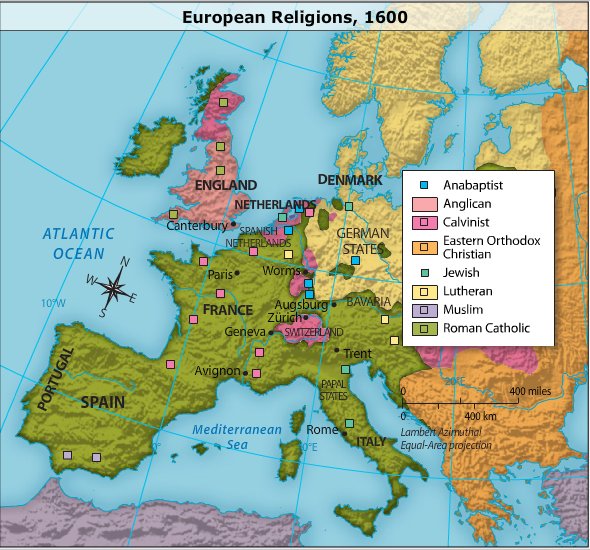 European Religions, 1600
ENGLAND
DENMARK
NETHERLANDS
Canterbury
SPANISH
NETHERLANDS
GERMAN
STATES
ATLANTIC
OCEAN
N
W
E
S
10°W
Paris
Worms
FRANCE
Augsburg
BAVARIA
Zürich
Geneva
SWITZERLAND
Trent
Avignon
PAPAL
STATES
PORTUGAL
SPAIN
Mediterranean
Sea
Rome
ITALY
0°
0°E
Anabaptist
Anglican
Calvinist
Eastern Orthodox
Christian
Jewish
Lutheran
Muslim
Roman Catholic
0
400 miles
0
400 km
Lambert Azimuthal
Equal-Area projection